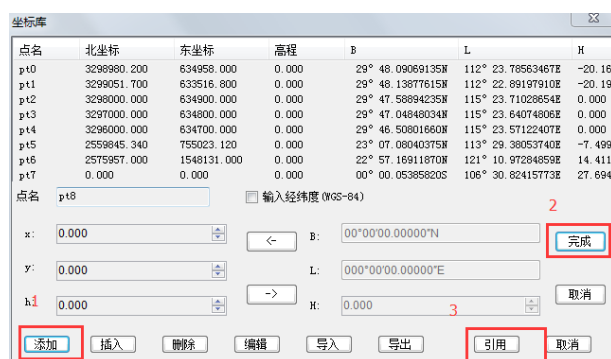 坐标库
点名 北坐标 东坐标 高程 B L H
pt0 3298980.200 634958.000 0.000 29° 48.09069135N 112° 23.78563467E -20.16
pt1 3299051.700 633516.800 0.000 29° 48.13877615N 112° 22.89197910E -20.19
pt2 3298000.000 634900.000 0.000 29° 47.58894235N 115° 23.71028654E 0.000
pt3 3297000.000 634800.000 0.000 29° 47.04848034N 115° 23.64074806E 0.000
pt4 3296000.000 634700.000 0.000 29° 46.50801660N 115° 23.57122407E 0.000
pt5 2559845.340 755023.120 0.000 23° 07.08040375N 113° 29.38053740E -7.499
pt6 2575957.000 1548131.000 0.000 22° 57.16911870N 121° 10.97284859E 14.411
pt7 0.000 0.000 0.000 00° 00.05385820S 106° 30.82415773E 27.694
点名 pt8 输入经纬度(WGS-84)
2
x: 0.000 <- B: 00°00'00.00000"N 完成
y: 0.000 L: 000°00'00.00000"E
h: 0.000 -> H: 0.000 取消
1 3
添加 插入 删除 编辑 导入 导出 引用 取消